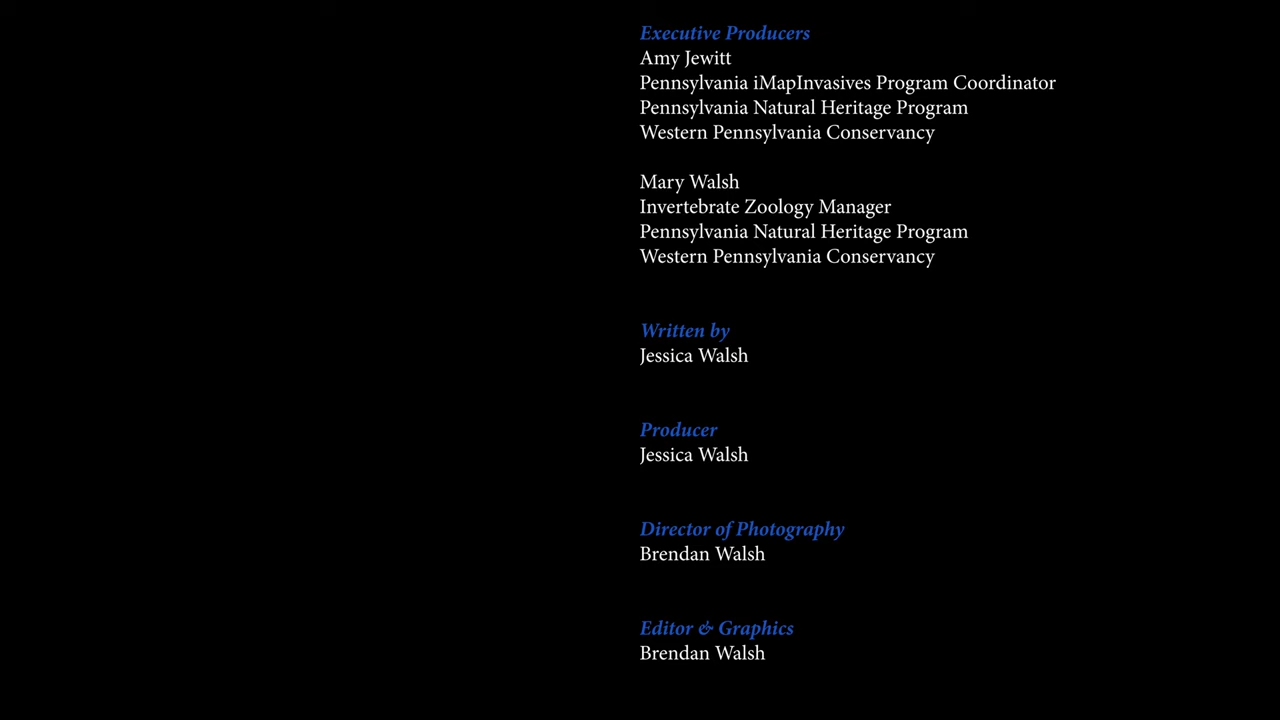 Executive Producers
Amy Jewitt
Pennsylvania iMapInvasives Program Coordinator
Pennsylvania Natural Heritage Program
Western Pennsylvania Conservancy
Mary Walsh
Invertebrate Zoology Manager
Pennsylvania Natural Heritage Program
Western Pennsylvania Conservancy
Written by
Jessica Walsh
Producer
Jessica Walsh
Director of Photography
Brendan Walsh
Editor & Graphics
Brendan Walsh